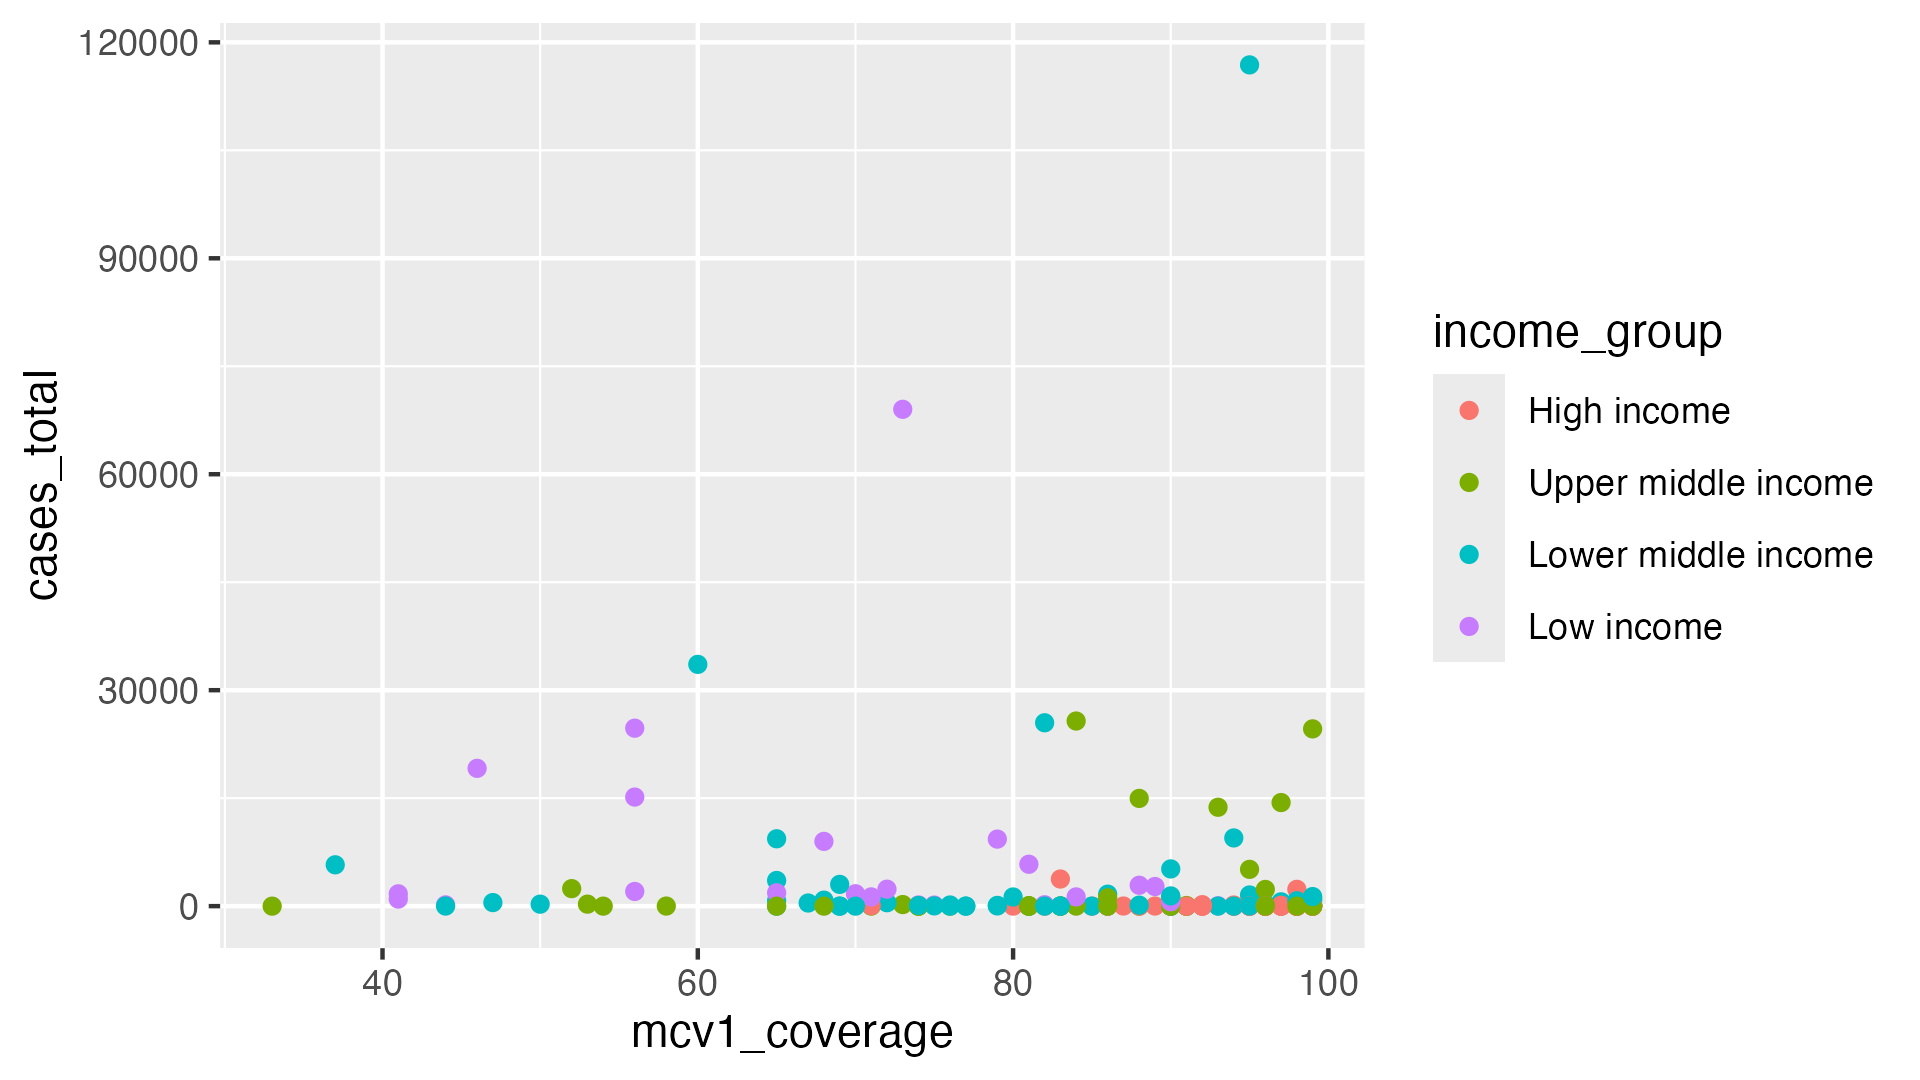 120000
90000
60000
30000
0
cases_total
40 60 80 100
mcv1_coverage
income_group
High income
Upper middle income
Lower middle income
Low income